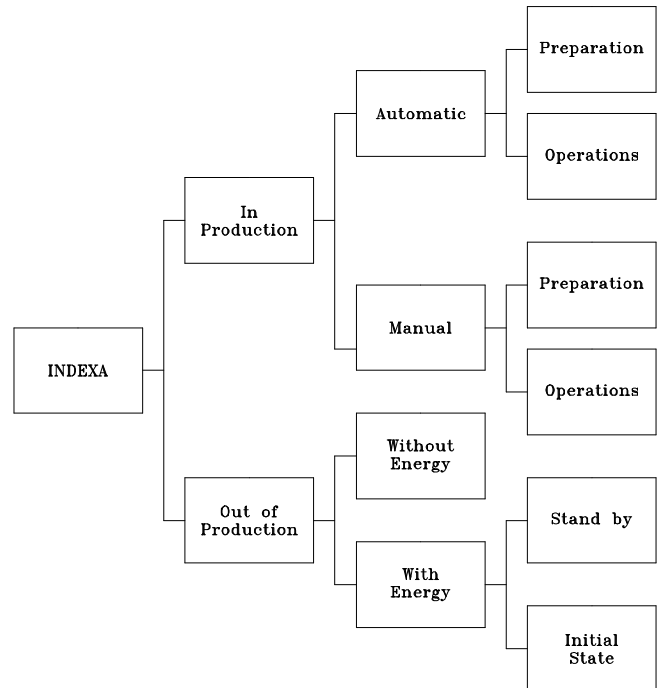 Preparation
Automatic
Operations
In
Production
Preparation
Manual
Operations
INDEXA
Without
Energy
Out of
Production
Stand by
With
Energy
Initial
State